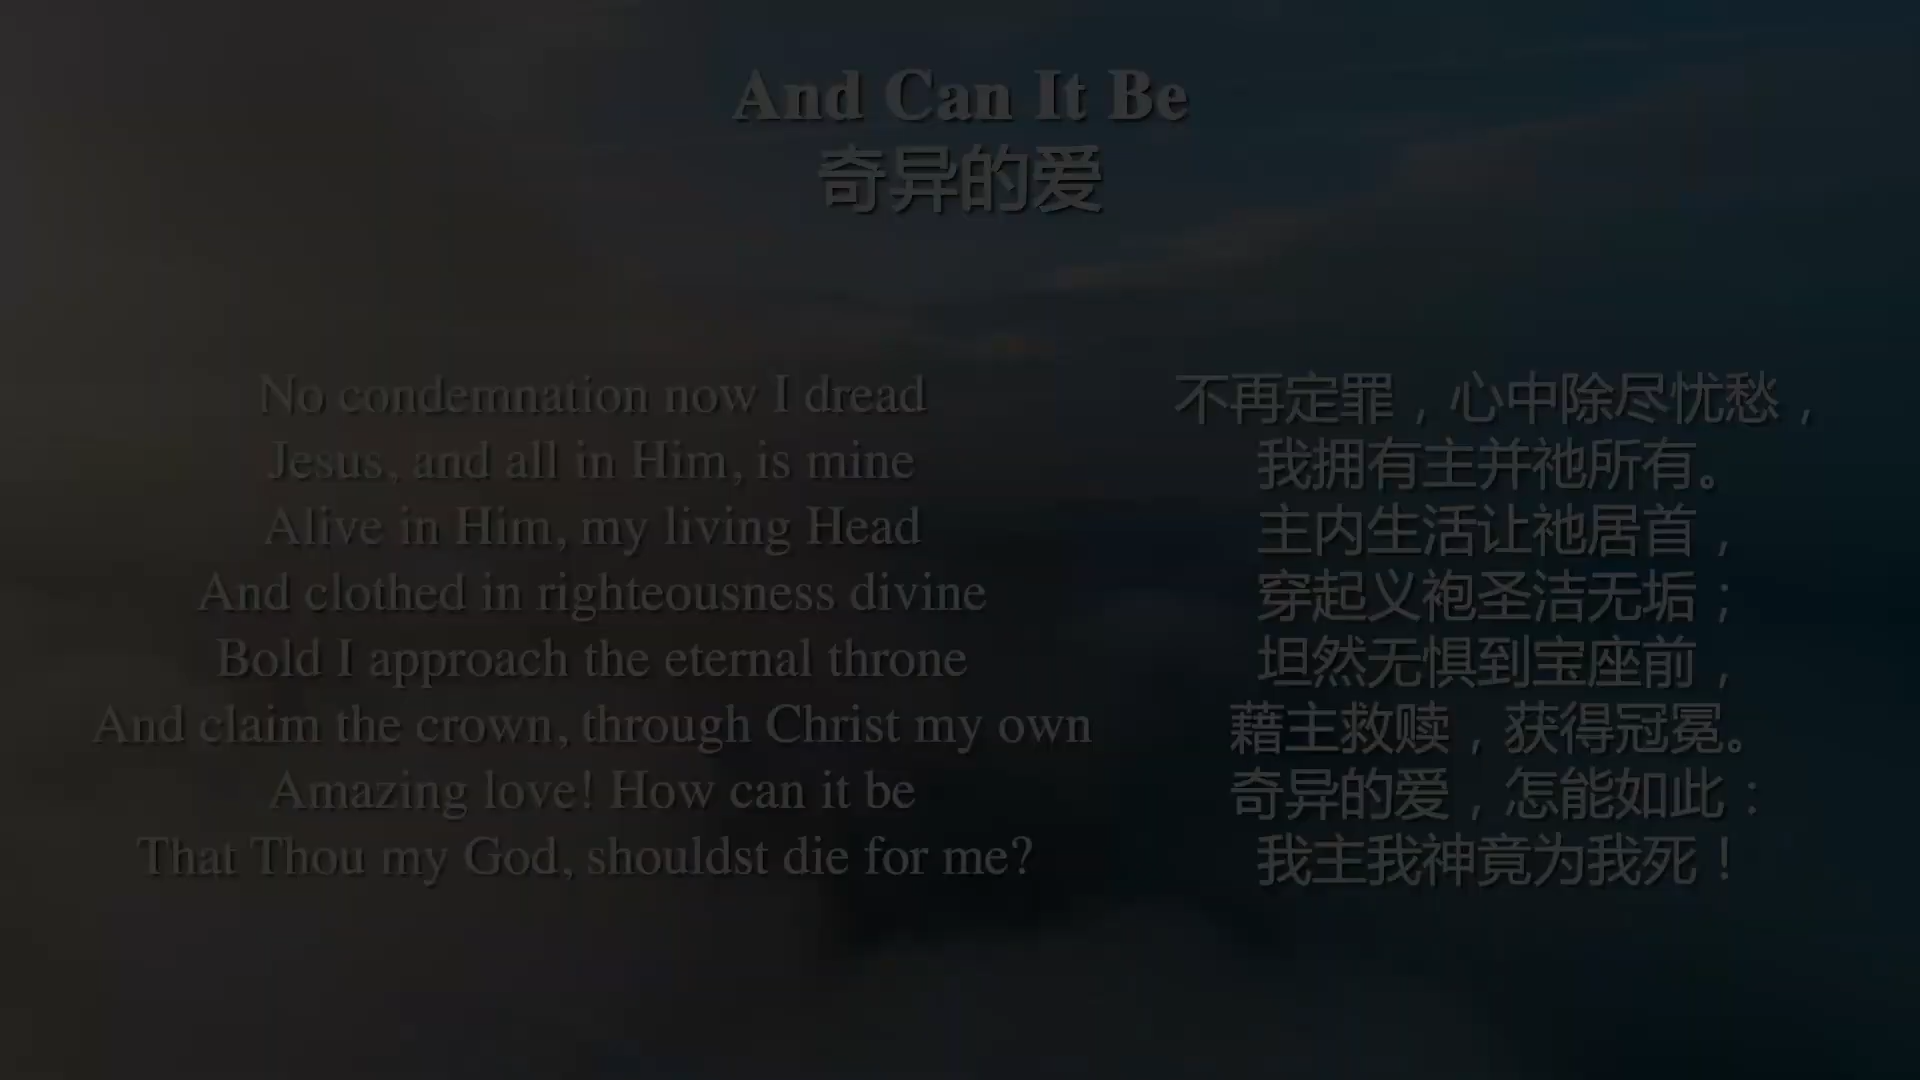 And Can It Be
奇异的爱
No condemnation now I dread
Jesus, and all in Him, is mine
Alive in Him, my living Head
And clothed in righteousness divine
Bold I approach the eternal throne
And claim the crown, through Christ my own
Amazing love! How can it be
That Thou my God, shouldst die for me?
不再定罪，心中除尽忧愁，
我拥有主并祂所有。
主内生活让祂居首，
穿起义袍圣洁无垢；
坦然无惧到宝座前，
藉主救赎，获得冠冕。
奇异的爱，怎能如此：
我主我神竟为我死！